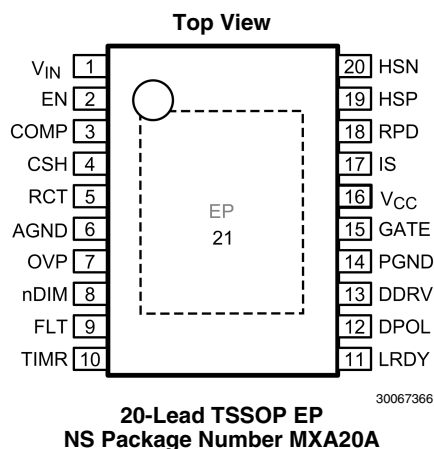 Top View
V_IN 1
EN 2
COMP 3
CSH 4
RCT 5
AGND 6
OVP 7
nDIM 8
FLT 9
TIMR 10
EP
21
20 HSN
19 HSP
18 RPD
17 IS
16 V_CC
15 GATE
14 PGND
13 DDRV
12 DPOL
11 LRDY
30067366
20-Lead TSSOP EP
NS Package Number MXA20A